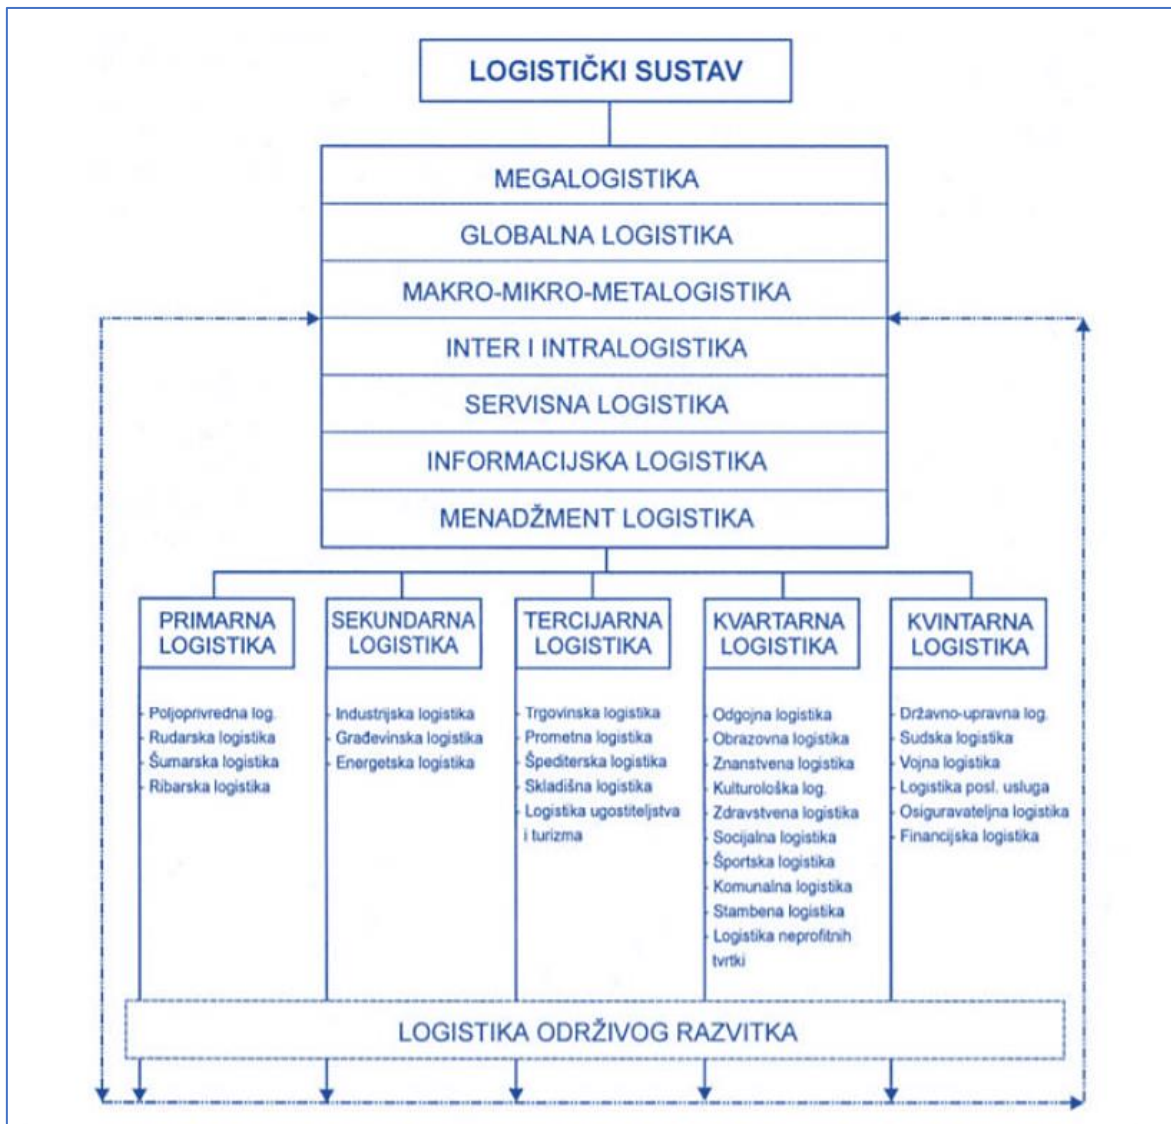 LOGISTIČKI SUSTAV
MEGALOGISTIKA
GLOBALNA LOGISTIKA
MAKRO-MIKRO-METALOGISTIKA
INTER I INTRALOGISTIKA
SERVISNA LOGISTIKA
INFORMACIJSKA LOGISTIKA
MENADŽMENT LOGISTIKA
PRIMARNA
LOGISTIKA
- Poljoprivredna log.
- Rudarska logistika
- Šumarska logistika
- Ribarska logistika
SEKUNDARNA
LOGISTIKA
- Industrijska logistika
- Građevinska logistika
- Energetska logistika
TERCIJARNA
LOGISTIKA
- Trgovinska logistika
- Prometna logistika
- Špediterska logistika
- Skladišna logistika
- Logistika ugostiteljstva
i turizma
KVARTARNA
LOGISTIKA
- Odgojna logistika
- Obrazovna logistika
- Znanstvena logistika
- Kulturološka log.
- Zdravstvena logistika
- Socijalna logistika
- Športska logistika
- Komunalna logistika
- Stambena logistika
- Logistika neprofitnih
tvrtki
KVINTARNA
LOGISTIKA
- Državno-upravna log.
- Sudska logistika
- Vojna logistika
- Logistika posl. usluga
- Osiguravateljna logistika
- Financijska logistika
LOGISTIKA ODRŽIVOG RAZVITKA